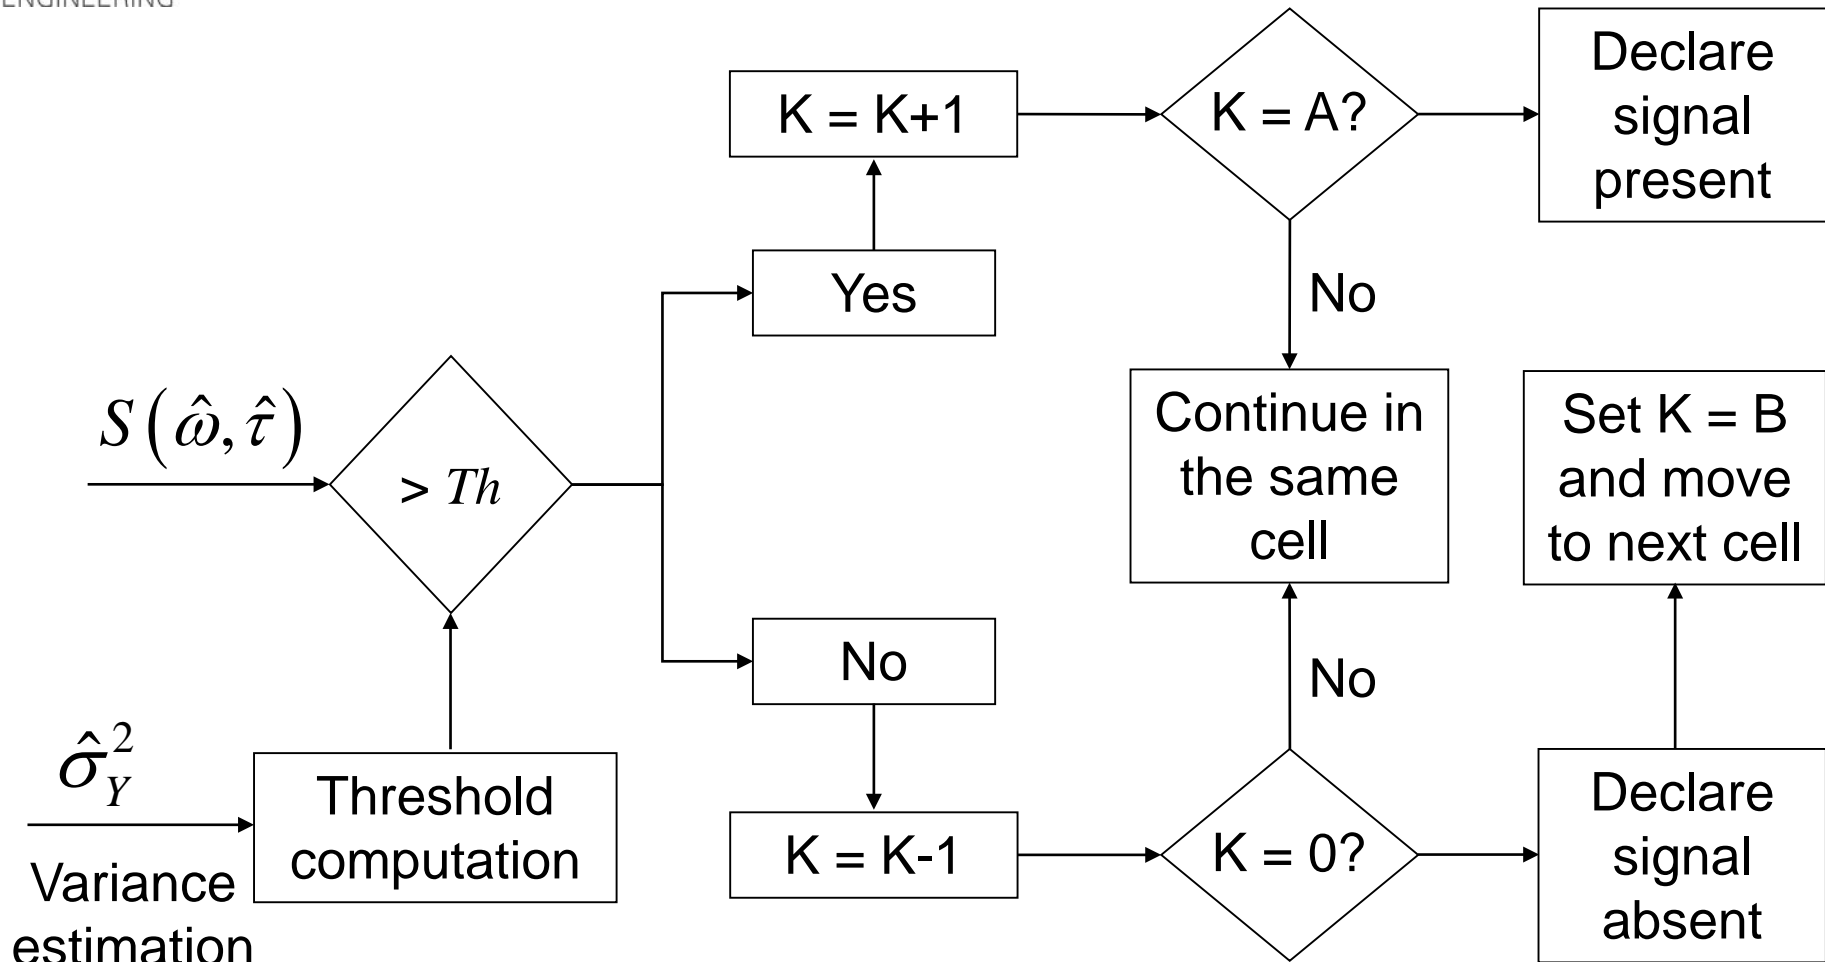 ENGINEERING
Declare
signal
present
K = K+1
K = A?
Yes
No
S(ω̂, τ̂)
> Th
Continue in
the same
cell
Set K = B
and move
to next cell
No
No
σ̂²_Y
Threshold
computation
Variance
estimation
K = K-1
K = 0?
Declare
signal
absent